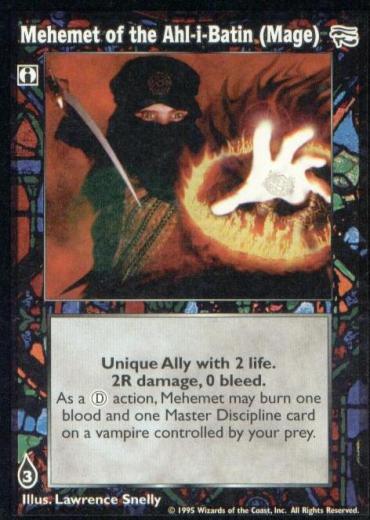 Mehemet of the Ahl-i-Batin (Mage)
Unique Ally with 2 life.
2R damage, 0 bleed.
As a Ⓓ action, Mehemet may burn one
blood and one Master Discipline card
on a vampire controlled by your prey.
3
Illus. Lawrence Snelly
© 1995 Wizards of the Coast, Inc. All Rights Reserved.